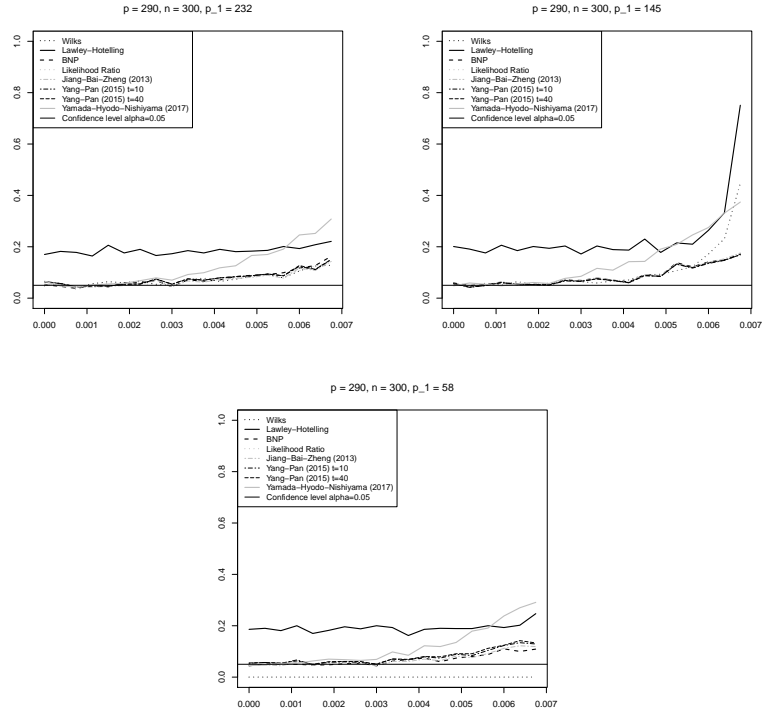 p = 290, n = 300, p_1 = 232
1.0
0.8
0.6
0.4
0.2
0.0
Wilks
Lawley−Hotelling
BNP
Likelihood Ratio
Jiang−Bai−Zheng (2013)
Yang−Pan (2015) t=10
Yang−Pan (2015) t=40
Yamada−Hyodo−Nishiyama (2017)
Confidence level alpha=0.05
0.000 0.001 0.002 0.003 0.004 0.005 0.006 0.007
p = 290, n = 300, p_1 = 145
1.0
0.8
0.6
0.4
0.2
0.0
Wilks
Lawley−Hotelling
BNP
Likelihood Ratio
Jiang−Bai−Zheng (2013)
Yang−Pan (2015) t=10
Yang−Pan (2015) t=40
Yamada−Hyodo−Nishiyama (2017)
Confidence level alpha=0.05
0.000 0.001 0.002 0.003 0.004 0.005 0.006 0.007
p = 290, n = 300, p_1 = 58
1.0
0.8
0.6
0.4
0.2
0.0
Wilks
Lawley−Hotelling
BNP
Likelihood Ratio
Jiang−Bai−Zheng (2013)
Yang−Pan (2015) t=10
Yang−Pan (2015) t=40
Yamada−Hyodo−Nishiyama (2017)
Confidence level alpha=0.05
0.000 0.001 0.002 0.003 0.004 0.005 0.006 0.007